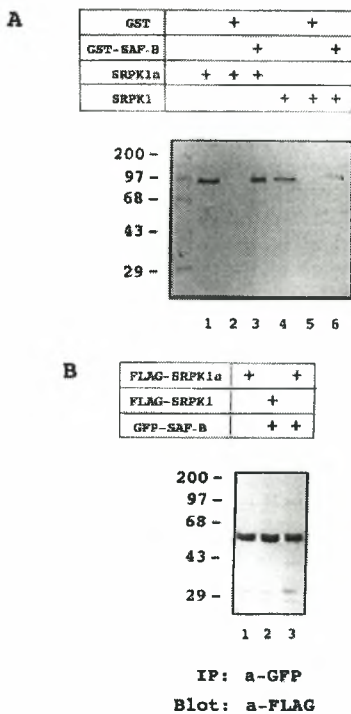 A
GST + +
GST-SAF-B + +
SRPK1a + + +
SRPK1 + + +
200 -
97 -
68 -
43 -
29 -
1 2 3 4 5 6
B
FLAG-SRPK1a + +
FLAG-SRPK1 +
GFP-SAF-B + +
200 -
97 -
68 -
43 -
29 -
1 2 3
IP: a-GFP
Blot: a-FLAG